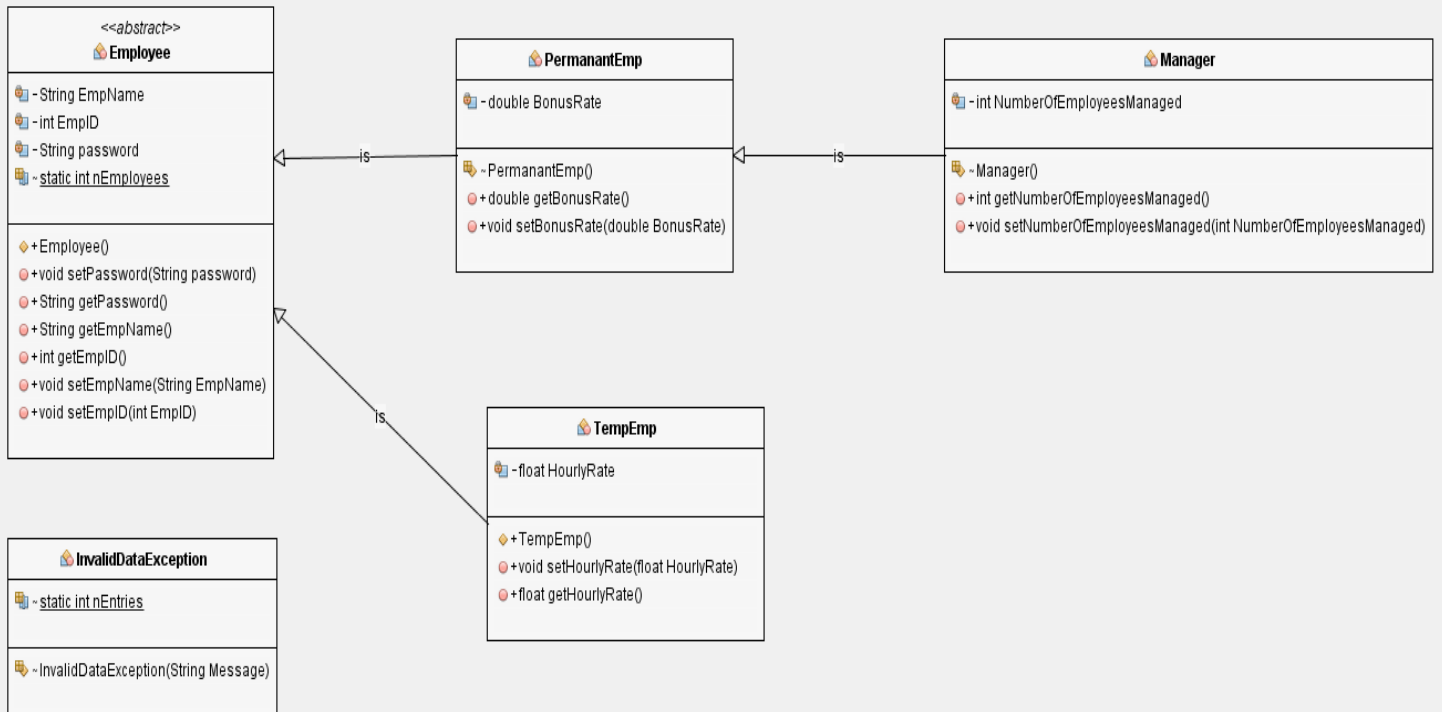 <<abstract>>
Employee
-String EmpName
-int EmpID
-String password
~static int nEmployees
+Employee()
+void setPassword(String password)
+String getPassword()
+String getEmpName()
+int getEmpID()
+void setEmpName(String EmpName)
+void setEmpID(int EmpID)
is
PermanantEmp
-double BonusRate
~PermanantEmp()
+double getBonusRate()
+void setBonusRate(double BonusRate)
is
Manager
-int NumberOfEmployeesManaged
~Manager()
+int getNumberOfEmployeesManaged()
+void setNumberOfEmployeesManaged(int NumberOfEmployeesManaged)
is
TempEmp
-float HourlyRate
+TempEmp()
+void setHourlyRate(float HourlyRate)
+float getHourlyRate()
InvalidDataException
~static int nEntries
~InvalidDataException(String Message)